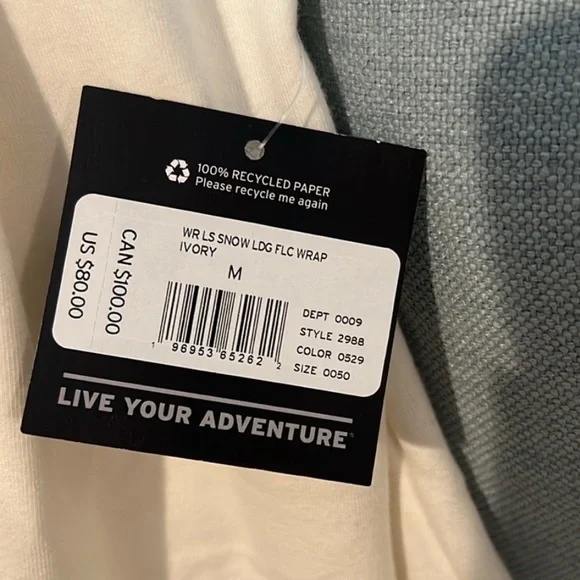 100% RECYCLED PAPER
Please recycle me again
WR LS SNOW LDG FLC WRAP
IVORY
M
CAN $100.00
US $80.00
DEPT 0009
STYLE 2988
COLOR 0529
SIZE 0050
1 96953 65262 2
LIVE YOUR ADVENTURE